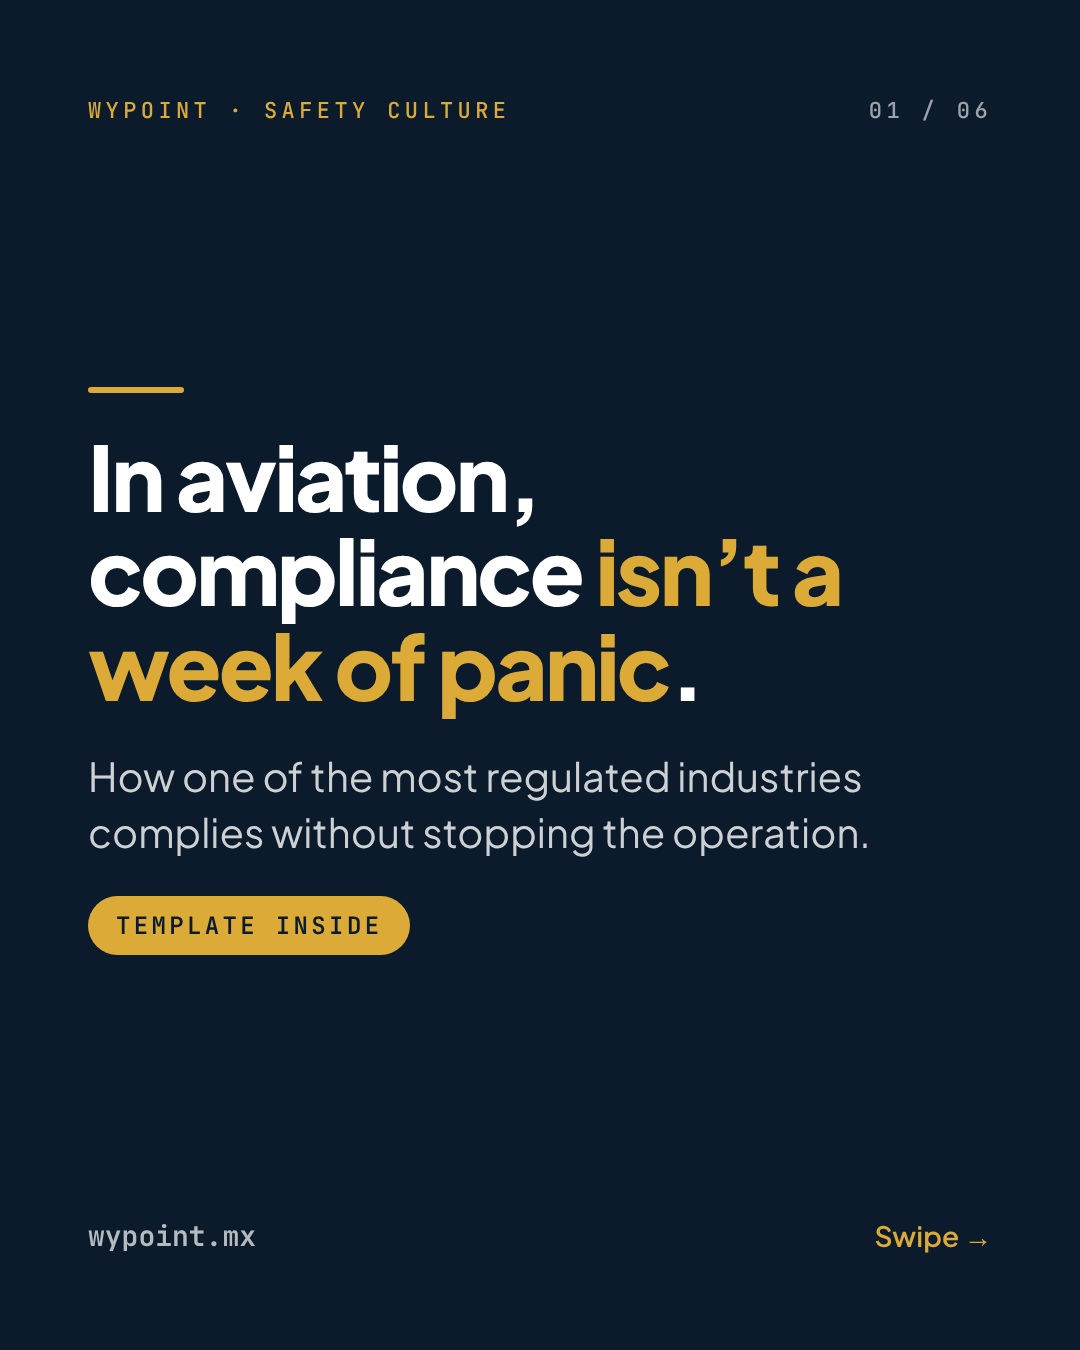 WYPOINT · SAFETY CULTURE
01 / 06
In aviation,
compliance isn’t a
week of panic.
How one of the most regulated industries
complies without stopping the operation.
TEMPLATE INSIDE
wypoint.mx
Swipe →